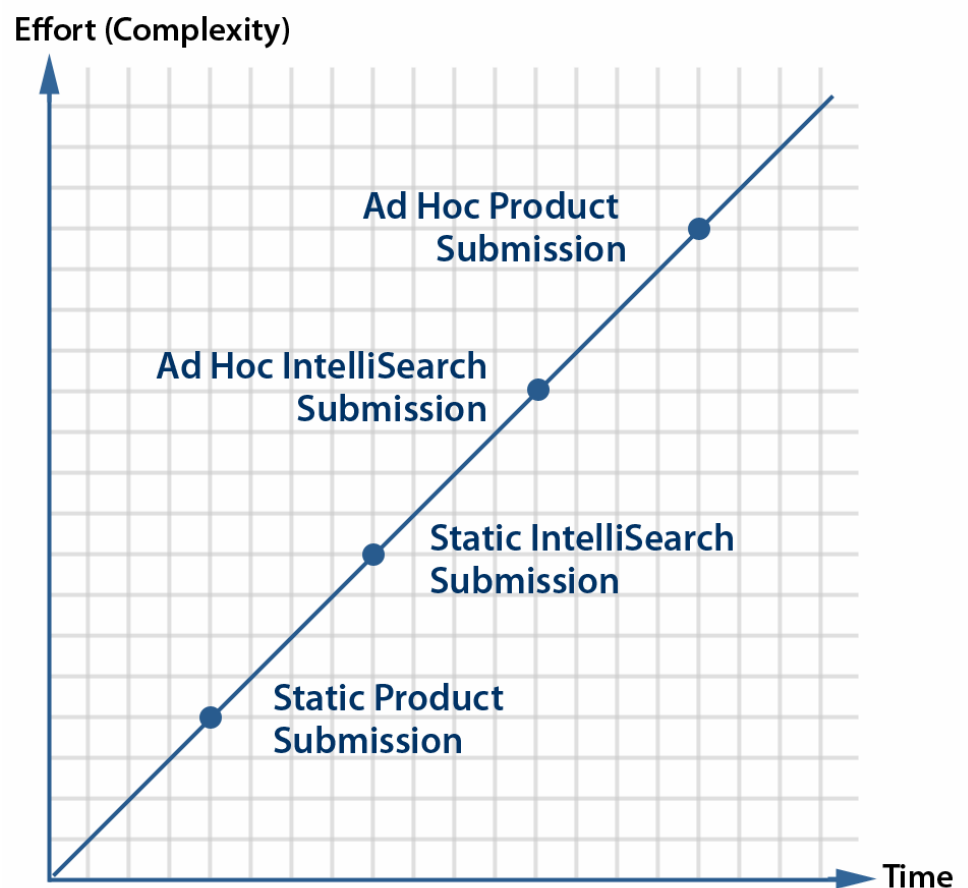 Effort (Complexity)
Ad Hoc Product
Submission
Ad Hoc IntelliSearch
Submission
Static IntelliSearch
Submission
Static Product
Submission
Time